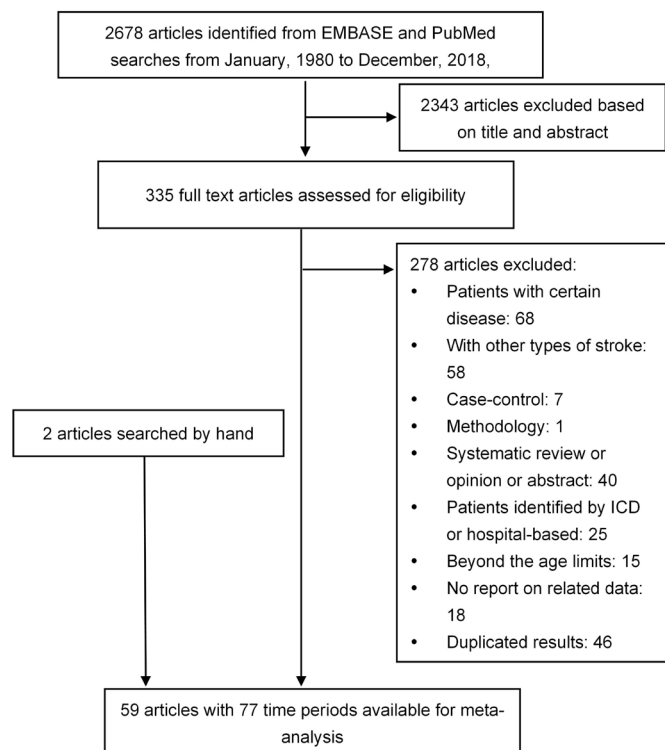 2678 articles identified from EMBASE and PubMed
searches from January, 1980 to December, 2018,
2343 articles excluded based
on title and abstract
335 full text articles assessed for eligibility
278 articles excluded:
• Patients with certain
disease: 68
• With other types of stroke:
58
• Case-control: 7
• Methodology: 1
• Systematic review or
opinion or abstract: 40
• Patients identified by ICD
or hospital-based: 25
• Beyond the age limits: 15
• No report on related data:
18
• Duplicated results: 46
2 articles searched by hand
59 articles with 77 time periods available for meta-
analysis